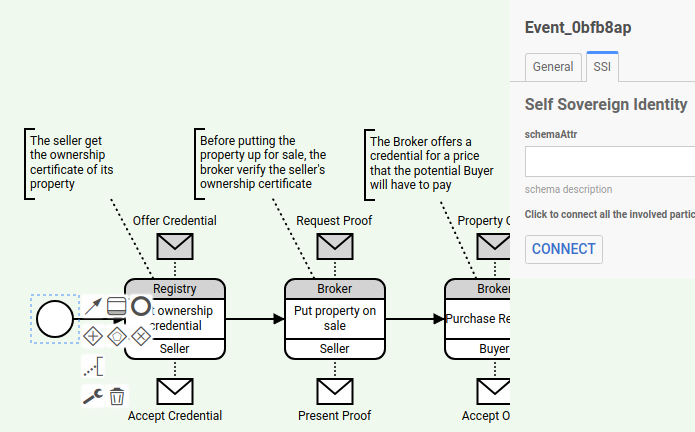 Event_0bfb8ap
General
SSI
Self Sovereign Identity
schemaAttr
schema description
Click to connect all the involved
CONNECT
The seller get
the ownership
certificate of its
property
Before putting the
property up for sale, the
broker verify the seller's
ownership certificate
The Broker offers a
credential for a price
that the potential Buyer
will have to pay
Offer Credential
Request Proof
Property
Registry
Broker
Broker
ownership
credential
Put property on
sale
Purchase
Seller
Seller
Buyer
Accept Credential
Present Proof
Accept